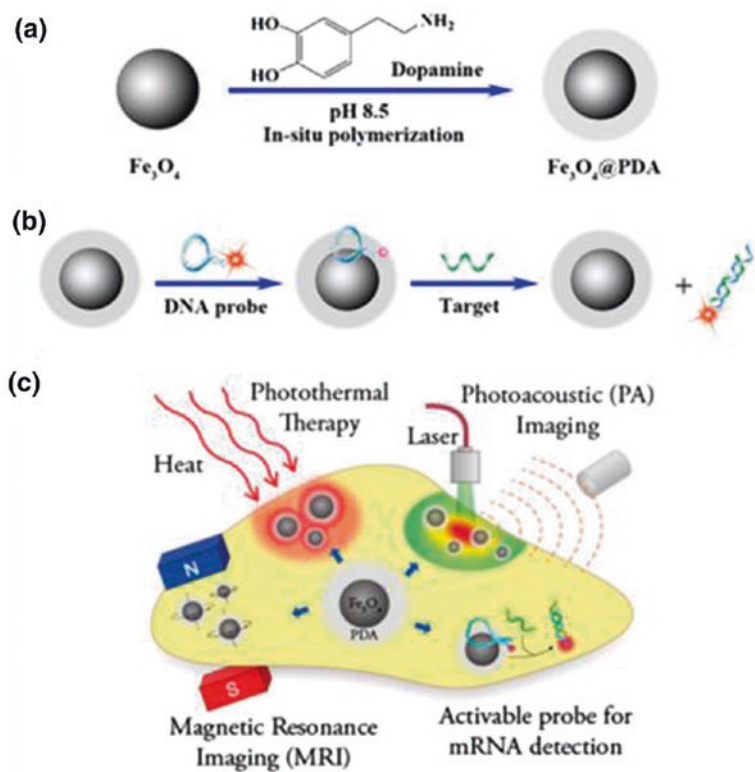 (a)
HO
HO
NH₂
Dopamine
pH 8.5
In-situ polymerization
Fe₃O₄
Fe₃O₄@PDA
(b)
DNA probe
Target
+
(c)
Photothermal
Therapy
Heat
Laser
Photoacoustic (PA)
Imaging
N
S
Fe₃O₄
PDA
Magnetic Resonance
Imaging (MRI)
Activable probe for
mRNA detection